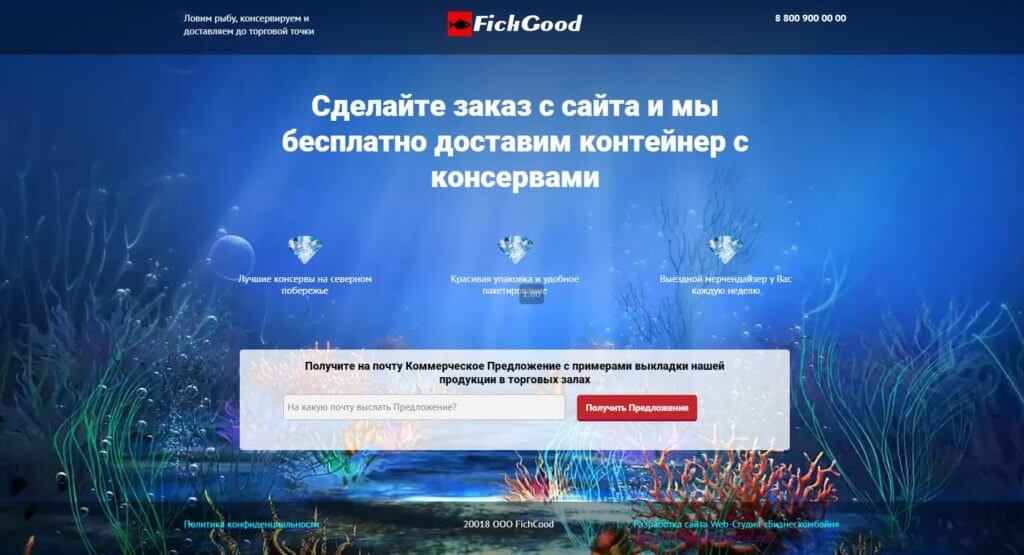 Ловим рыбу, консервируем и
доставляем до торговой точки
FichGood
8 800 900 00 00
Сделайте заказ с сайта и мы
бесплатно доставим контейнер с
консервами
Лучшие консервы на северном
побережье
Красивая упаковка и удобное
пакетирование
Выездной мерчендайзер у Вас
каждую неделю
1:00
Получите на почту Коммерческое Предложение с примерами выкладки нашей
продукции в торговых залах
На какую почту выслать Предложение?
Получить Предложение
Политика конфиденциальности
20018 ООО FichGood
Разработка сайта Web-Студия «Бизнескомбайн»